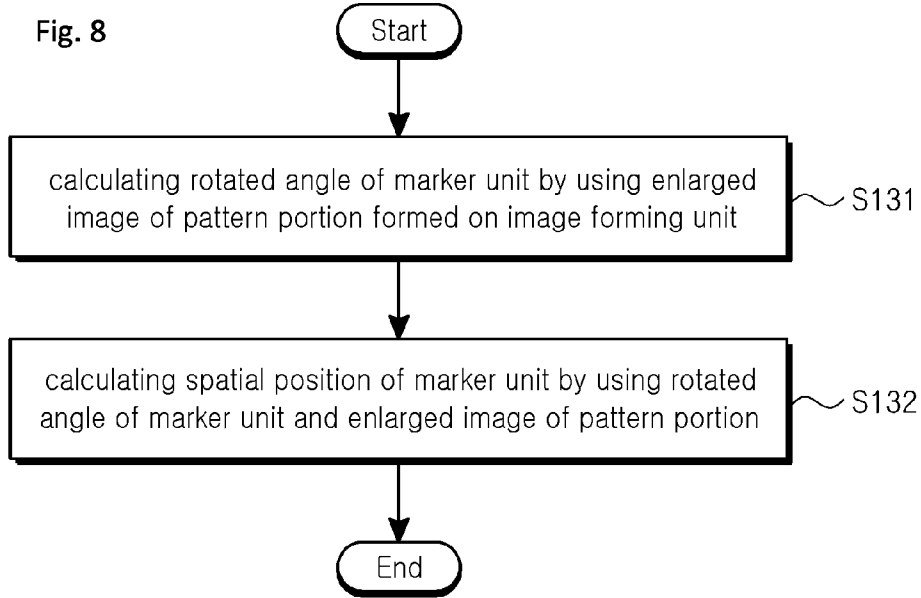 Fig. 8
Start
calculating rotated angle of marker unit by using enlarged
image of pattern portion formed on image forming unit
S131
calculating spatial position of marker unit by using rotated
angle of marker unit and enlarged image of pattern portion
S132
End